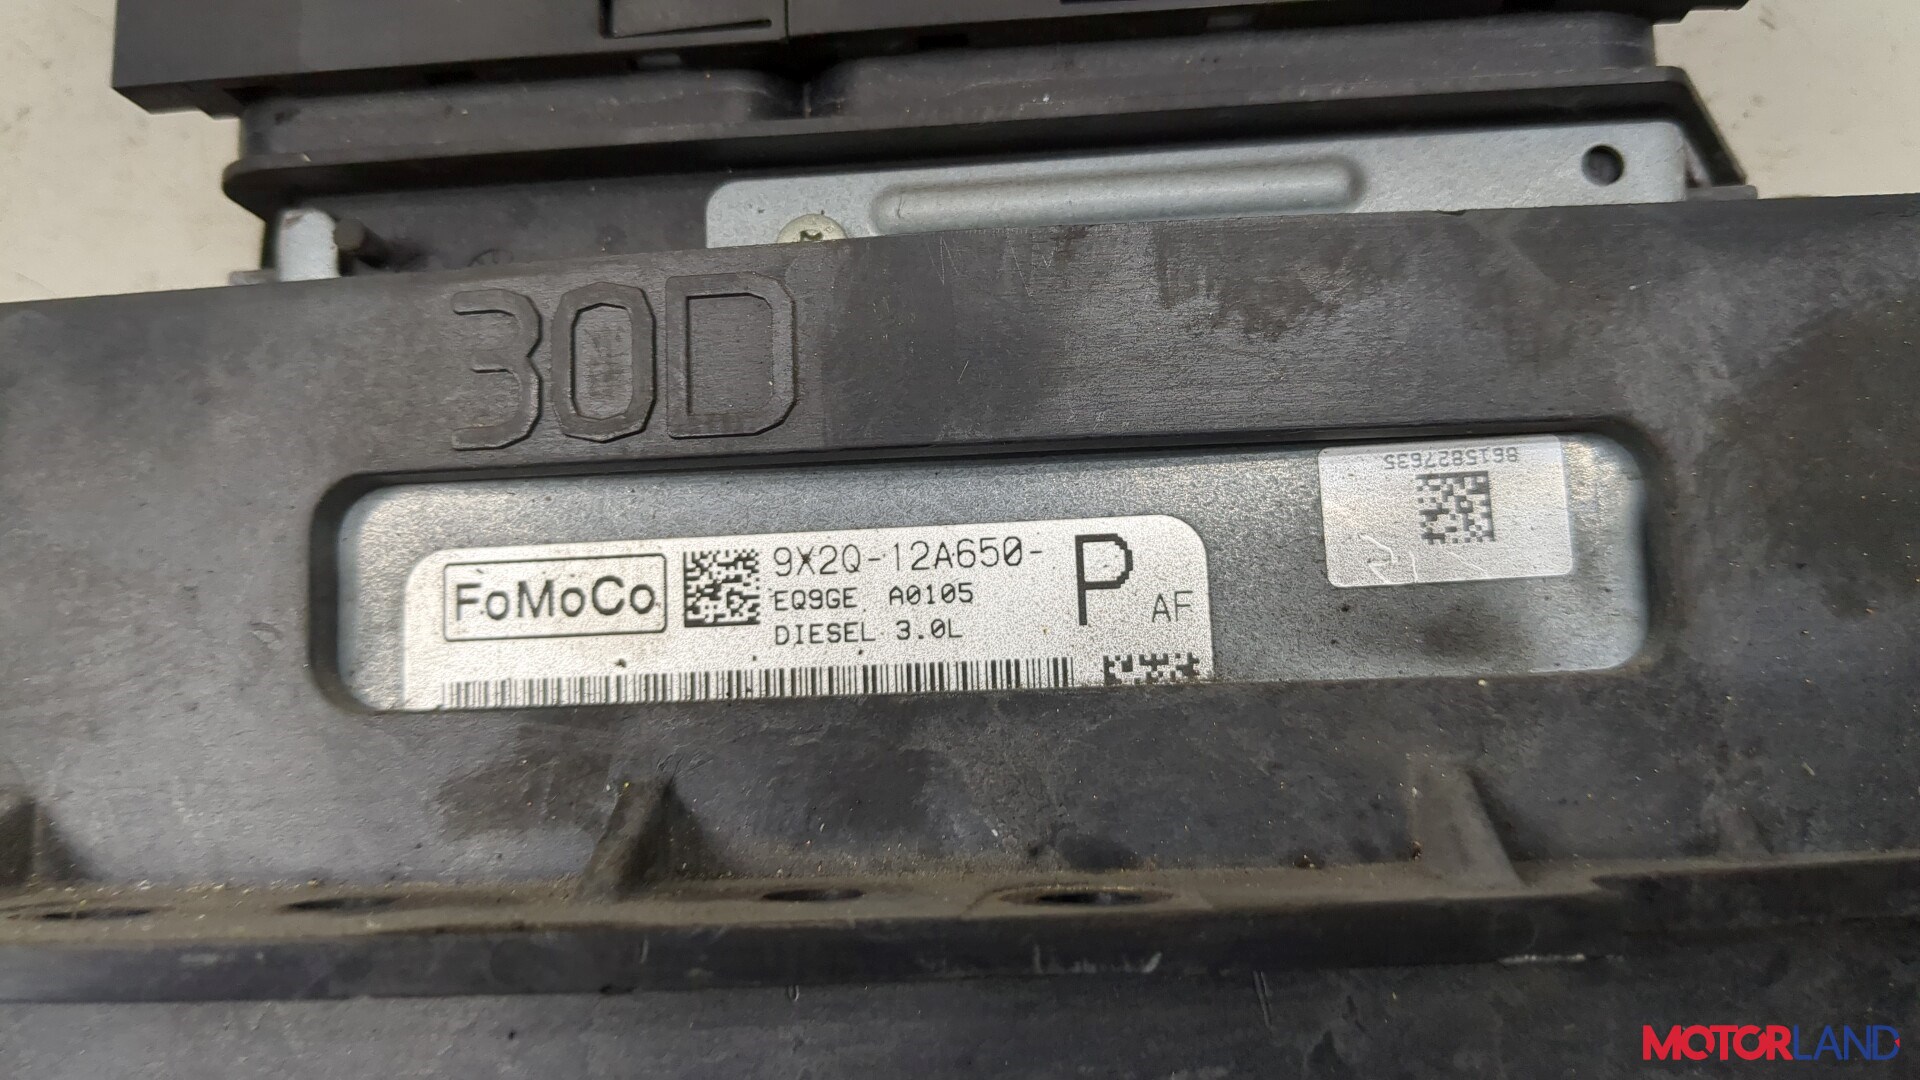 30D
8615827635
FoMoCo
9X2Q-12A650-
P
AF
EQ9GE A0105
DIESEL 3.0L
MOTORLAND